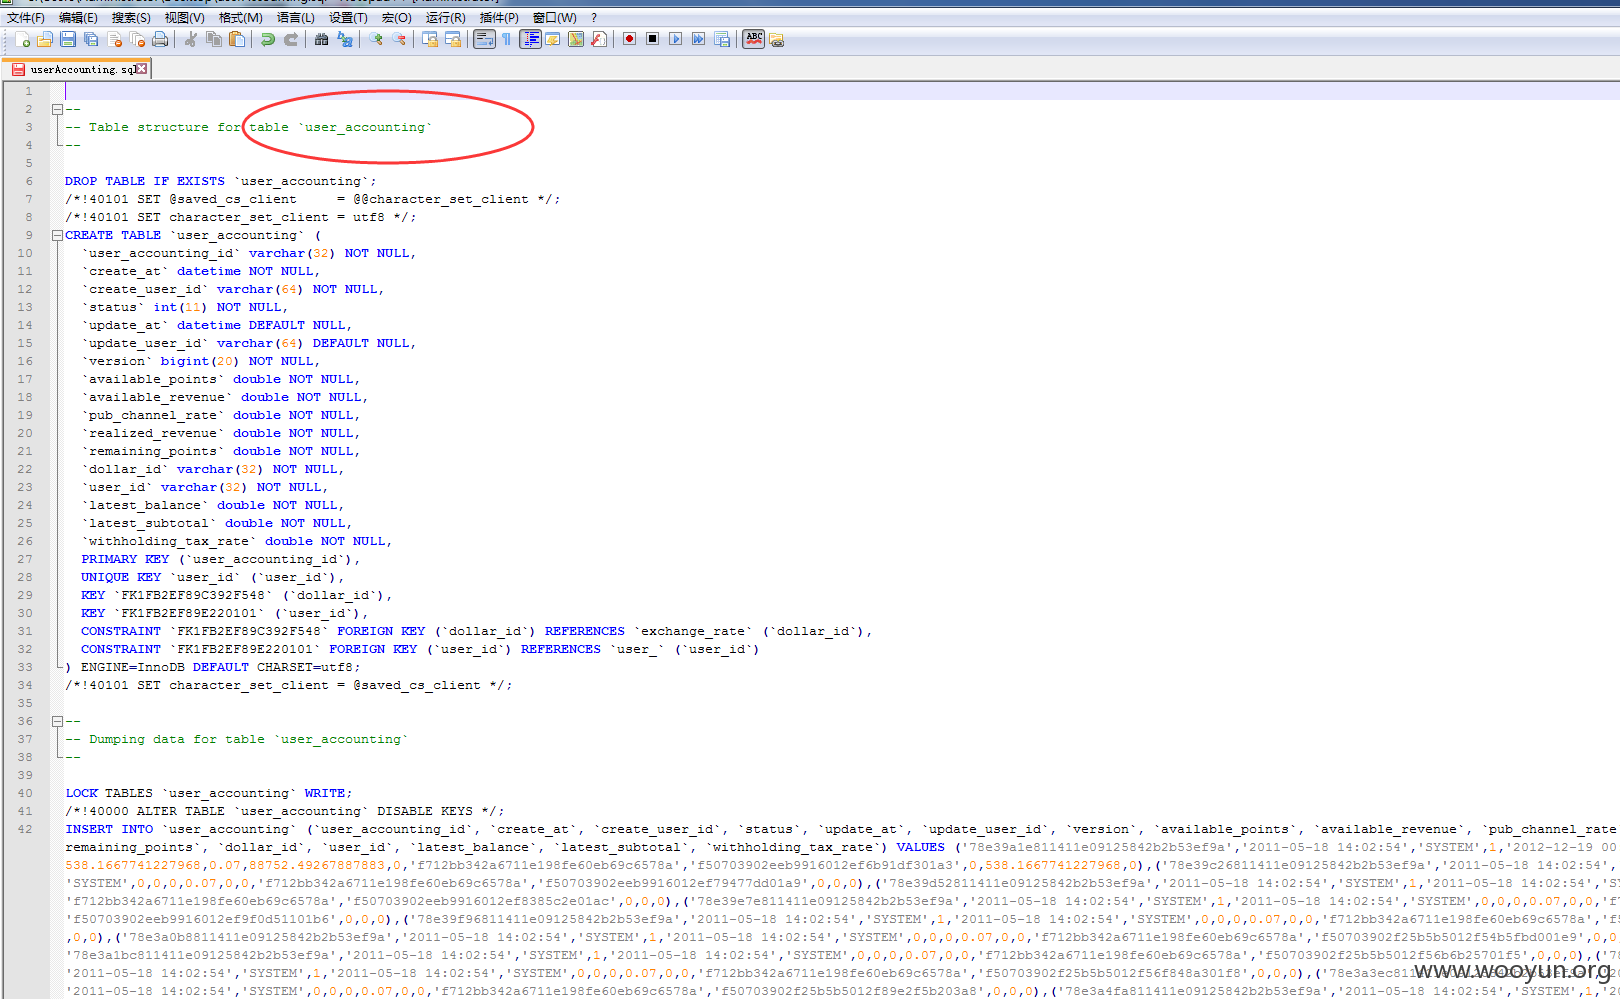 文件(F) 编辑(E) 搜索(S) 视图(V) 格式(M) 语言(L) 设置(T) 宏(O) 运行(R) 插件(P) 窗口(W) ?
userAccounting.sql
1
2 --
3 -- Table structure for table `user_accounting`
4 --
5
6 DROP TABLE IF EXISTS `user_accounting`;
7 /*!40101 SET @saved_cs_client     = @@character_set_client */;
8 /*!40101 SET character_set_client = utf8 */;
9 CREATE TABLE `user_accounting` (
10   `user_accounting_id` varchar(32) NOT NULL,
11   `create_at` datetime NOT NULL,
12   `create_user_id` varchar(64) NOT NULL,
13   `status` int(11) NOT NULL,
14   `update_at` datetime DEFAULT NULL,
15   `update_user_id` varchar(64) DEFAULT NULL,
16   `version` bigint(20) NOT NULL,
17   `available_points` double NOT NULL,
18   `available_revenue` double NOT NULL,
19   `pub_channel_rate` double NOT NULL,
20   `realized_revenue` double NOT NULL,
21   `remaining_points` double NOT NULL,
22   `dollar_id` varchar(32) NOT NULL,
23   `user_id` varchar(32) NOT NULL,
24   `latest_balance` double NOT NULL,
25   `latest_subtotal` double NOT NULL,
26   `withholding_tax_rate` double NOT NULL,
27   PRIMARY KEY (`user_accounting_id`),
28   UNIQUE KEY `user_id` (`user_id`),
29   KEY `FK1FB2EF89C392F548` (`dollar_id`),
30   KEY `FK1FB2EF89E220101` (`user_id`),
31   CONSTRAINT `FK1FB2EF89C392F548` FOREIGN KEY (`dollar_id`) REFERENCES `exchange_rate` (`dollar_id`),
32   CONSTRAINT `FK1FB2EF89E220101` FOREIGN KEY (`user_id`) REFERENCES `user_` (`user_id`)
33 ) ENGINE=InnoDB DEFAULT CHARSET=utf8;
34 /*!40101 SET character_set_client = @saved_cs_client */;
35
36 --
37 -- Dumping data for table `user_accounting`
38 --
39
40 LOCK TABLES `user_accounting` WRITE;
41 /*!40000 ALTER TABLE `user_accounting` DISABLE KEYS */;
42 INSERT INTO `user_accounting` (`user_accounting_id`, `create_at`, `create_user_id`, `status`, `update_at`, `update_user_id`, `version`, `available_points`, `available_revenue`, `pub_channel_rate
remaining_points`, `dollar_id`, `user_id`, `latest_balance`, `latest_subtotal`, `withholding_tax_rate`) VALUES ('78e39a1e811411e09125842b2b53ef9a','2011-05-18 14:02:54','SYSTEM',1,'2012-12-19 00
538.1667741227968,0.07,88752.49267887883,0,'f712bb342a6711e198fe60eb69c6578a','f50703902eeb9916012ef6b91df301a3',0,538.1667741227968,0),('78e39c26811411e09125842b2b53ef9a','2011-05-18 14:02:54',
'SYSTEM',0,0,0,0.07,0,0,'f712bb342a6711e198fe60eb69c6578a','f50703902eeb9916012ef79477dd01a9',0,0,0),('78e39d52811411e09125842b2b53ef9a','2011-05-18 14:02:54','SYSTEM',1,'2011-05-18 14:02:54','SYS
'f712bb342a6711e198fe60eb69c6578a','f50703902eeb9916012ef8385c2e01ac',0,0,0),('78e39e7e811411e09125842b2b53ef9a','2011-05-18 14:02:54','SYSTEM',1,'2011-05-18 14:02:54','SYSTEM',0,0,0,0.07,0,0,'f7
'f50703902eeb9916012ef9f0d51101b6',0,0,0),('78e39f96811411e09125842b2b53ef9a','2011-05-18 14:02:54','SYSTEM',1,'2011-05-18 14:02:54','SYSTEM',0,0,0,0.07,0,0,'f712bb342a6711e198fe60eb69c6578a','f5
,0,0),('78e3a0b8811411e09125842b2b53ef9a','2011-05-18 14:02:54','SYSTEM',1,'2011-05-18 14:02:54','SYSTEM',0,0,0,0.07,0,0,'f712bb342a6711e198fe60eb69c6578a','f50703902f25b5b5012f54b5fbd001e9',0,0,0
'78e3a1bc811411e09125842b2b53ef9a','2011-05-18 14:02:54','SYSTEM',1,'2011-05-18 14:02:54','SYSTEM',0,0,0,0.07,0,0,'f712bb342a6711e198fe60eb69c6578a','f50703902f25b5b5012f56b6b25701f5',0,0,0),('78
'2011-05-18 14:02:54','SYSTEM',1,'2011-05-18 14:02:54','SYSTEM',0,0,0,0.07,0,0,'f712bb342a6711e198fe60eb69c6578a','f50703902f25b5b5012f56f848a301f8',0,0,0),('78e3a3ec811
'2011-05-18 14:02:54','SYSTEM',0,0,0,0.07,0,0,'f712bb342a6711e198fe60eb69c6578a','f50703902f25b5b5012f89e2f5b203a8',0,0,0),('78e3a4fa811411e09125842b2b53ef9a','2011-05-18 14:02:54','SYSTEM',1,'20
www.wooyun.org